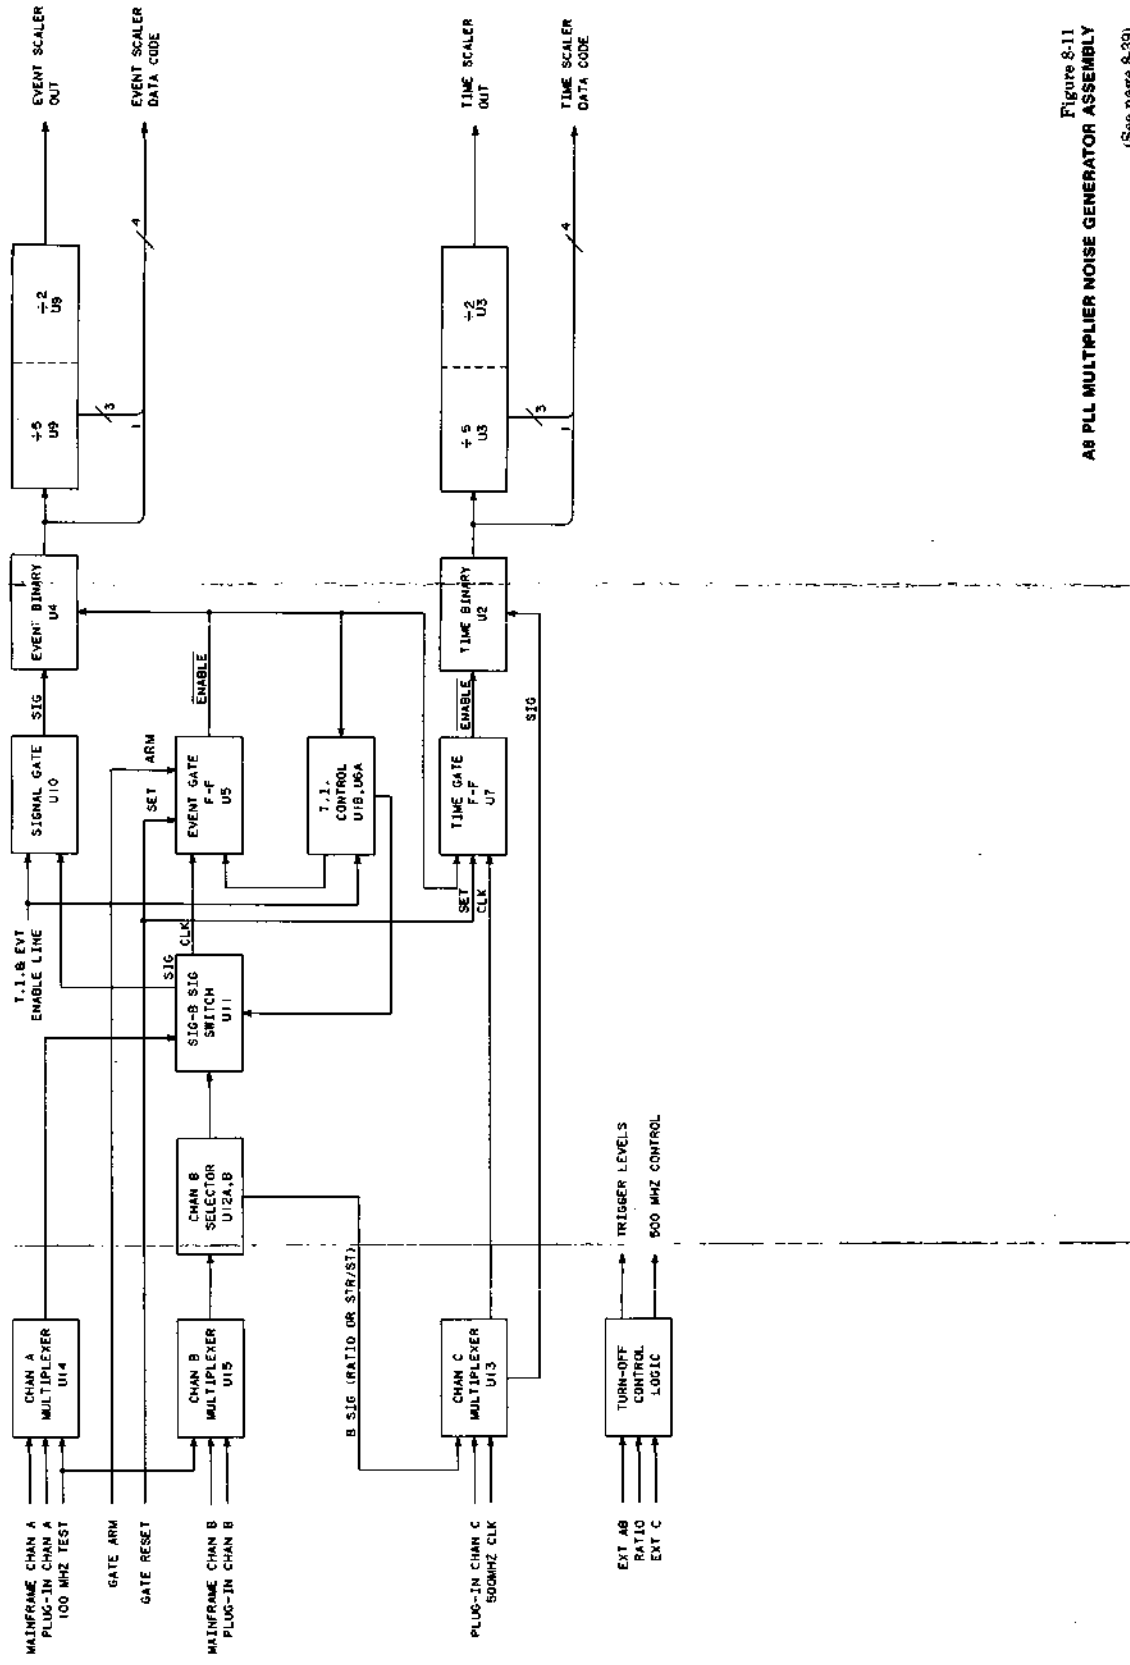 MAINFRAME CHAN A
PLUG-IN CHAN A
100 MHZ TEST
GATE ARM
GATE RESET
MAINFRAME CHAN B
PLUG-IN CHAN B
PLUG-IN CHAN C
500MHZ CLK
EXT AB
RATIO
EXT C
CHAN A
MULTIPLEXER
U14
CHAN B
MULTIPLEXER
U15
CHAN C
MULTIPLEXER
U13
TURN-OFF
CONTROL
LOGIC
B SIG (RATIO OR STR/ST)
CHAN B
SELECTOR
U12A,B
TRIGGER LEVELS
500 MHZ CONTROL
T.I.& EVT
ENABLE LINE
SIG-B SIG
SWITCH
U11
SIG
CLK
SET
CLK
SIGNAL GATE
U10
EVENT GATE
F-F
U5
SET
ARM
T.I.
CONTROL
U1B,U6A
TIME GATE
F-F
U7
SIG
ENABLE
ENABLE
SIG
EVENT BINARY
U4
TIME BINARY
U2
÷5
U9
÷2
U9
3
1
4
÷5
U3
÷2
U3
3
1
4
EVENT SCALER
OUT
EVENT SCALER
DATA CODE
TIME SCALER
OUT
TIME SCALER
DATA CODE
Figure 8-11
A8 PLL MULTIPLIER NOISE GENERATOR ASSEMBLY
(See page 8-39)